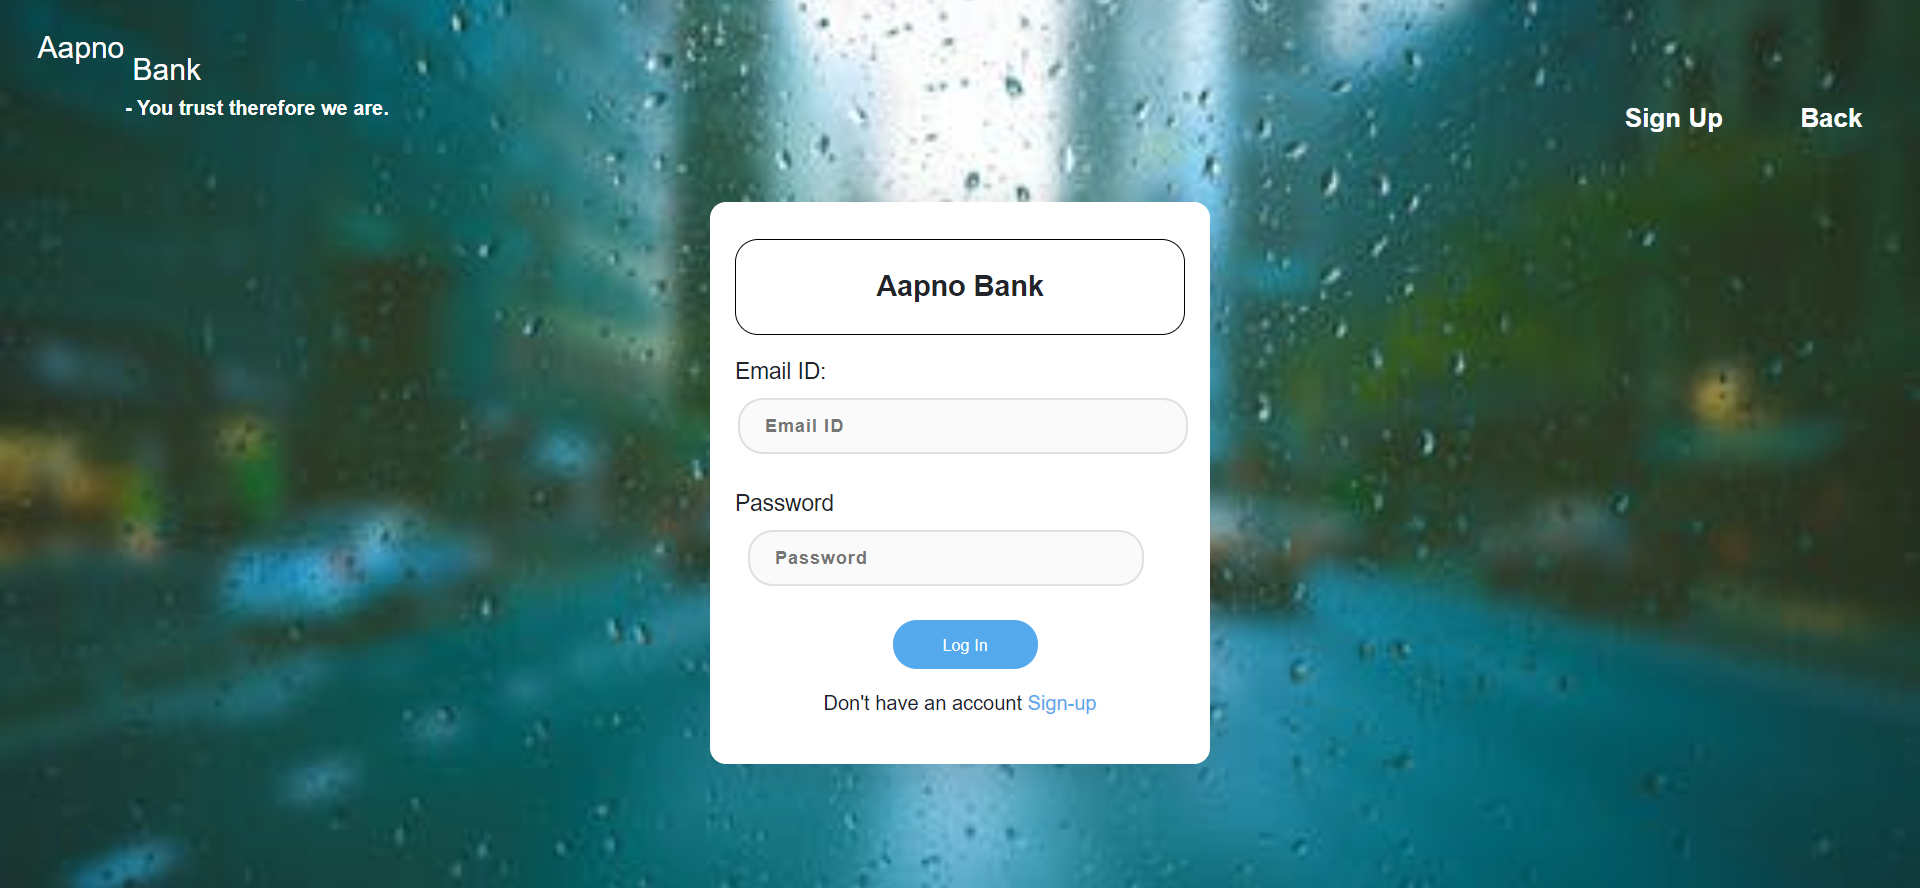 Aapno
Bank
- You trust therefore we are.
Sign Up
Back
Aapno Bank
Email ID:
Email ID
Password
Password
Log In
Don't have an account Sign-up